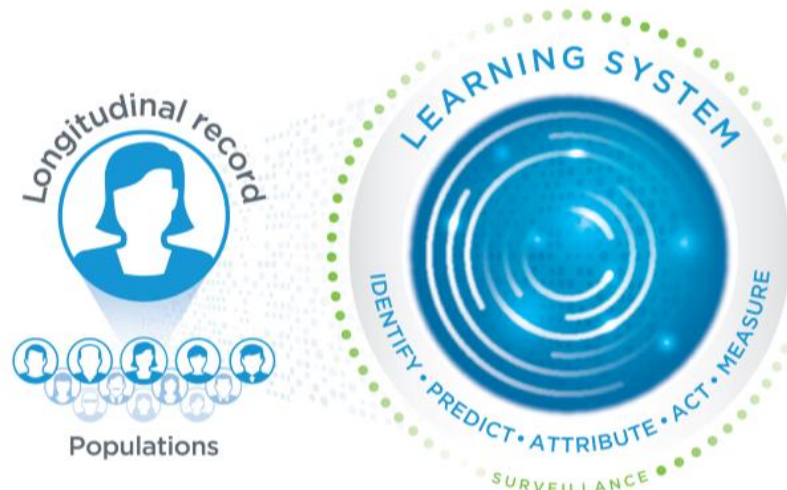 Longitudinal record
Populations
LEARNING SYSTEM
IDENTIFY • PREDICT • ATTRIBUTE • ACT • MEASURE
SURVEILLANCE